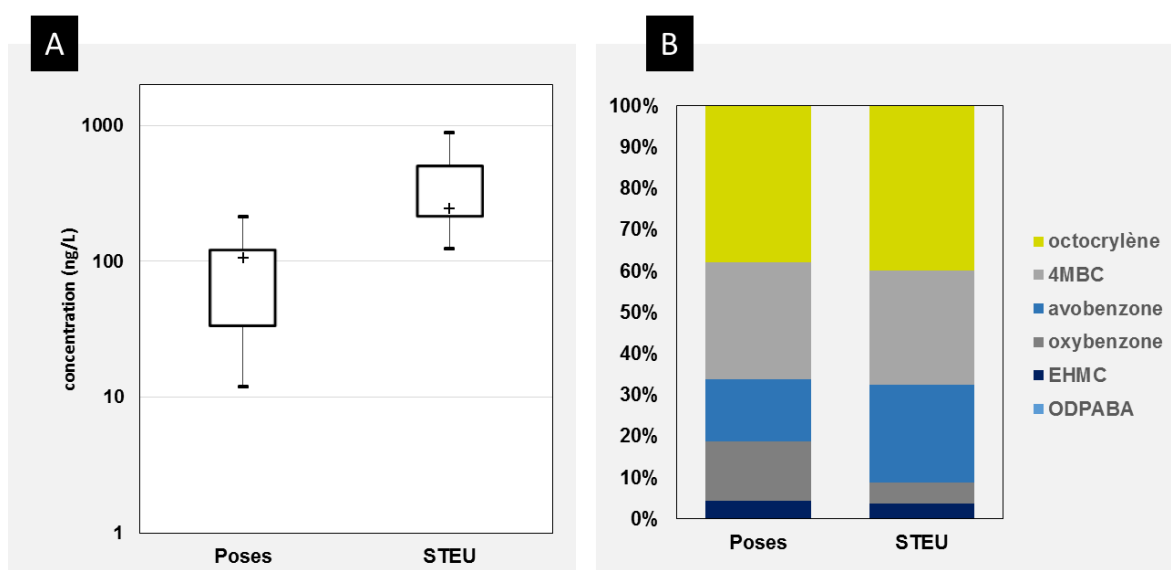 A
concentration (ng/L)
1000
100
10
1
Poses STEU
B
100%
90%
80%
70%
60%
50%
40%
30%
20%
10%
0%
Poses STEU
octocrylène
4MBC
avobenzone
oxybenzone
EHMC
ODPABA